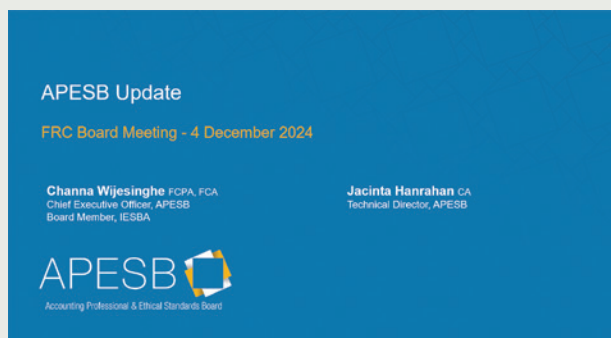 APESB Update
FRC Board Meeting - 4 December 2024
Channa Wijesinghe FCPA, FCA
Chief Executive Officer, APESB
Board Member, IESBA
Jacinta Hanrahan CA
Technical Director, APESB
APESB
Accounting Professional & Ethical Standards Board